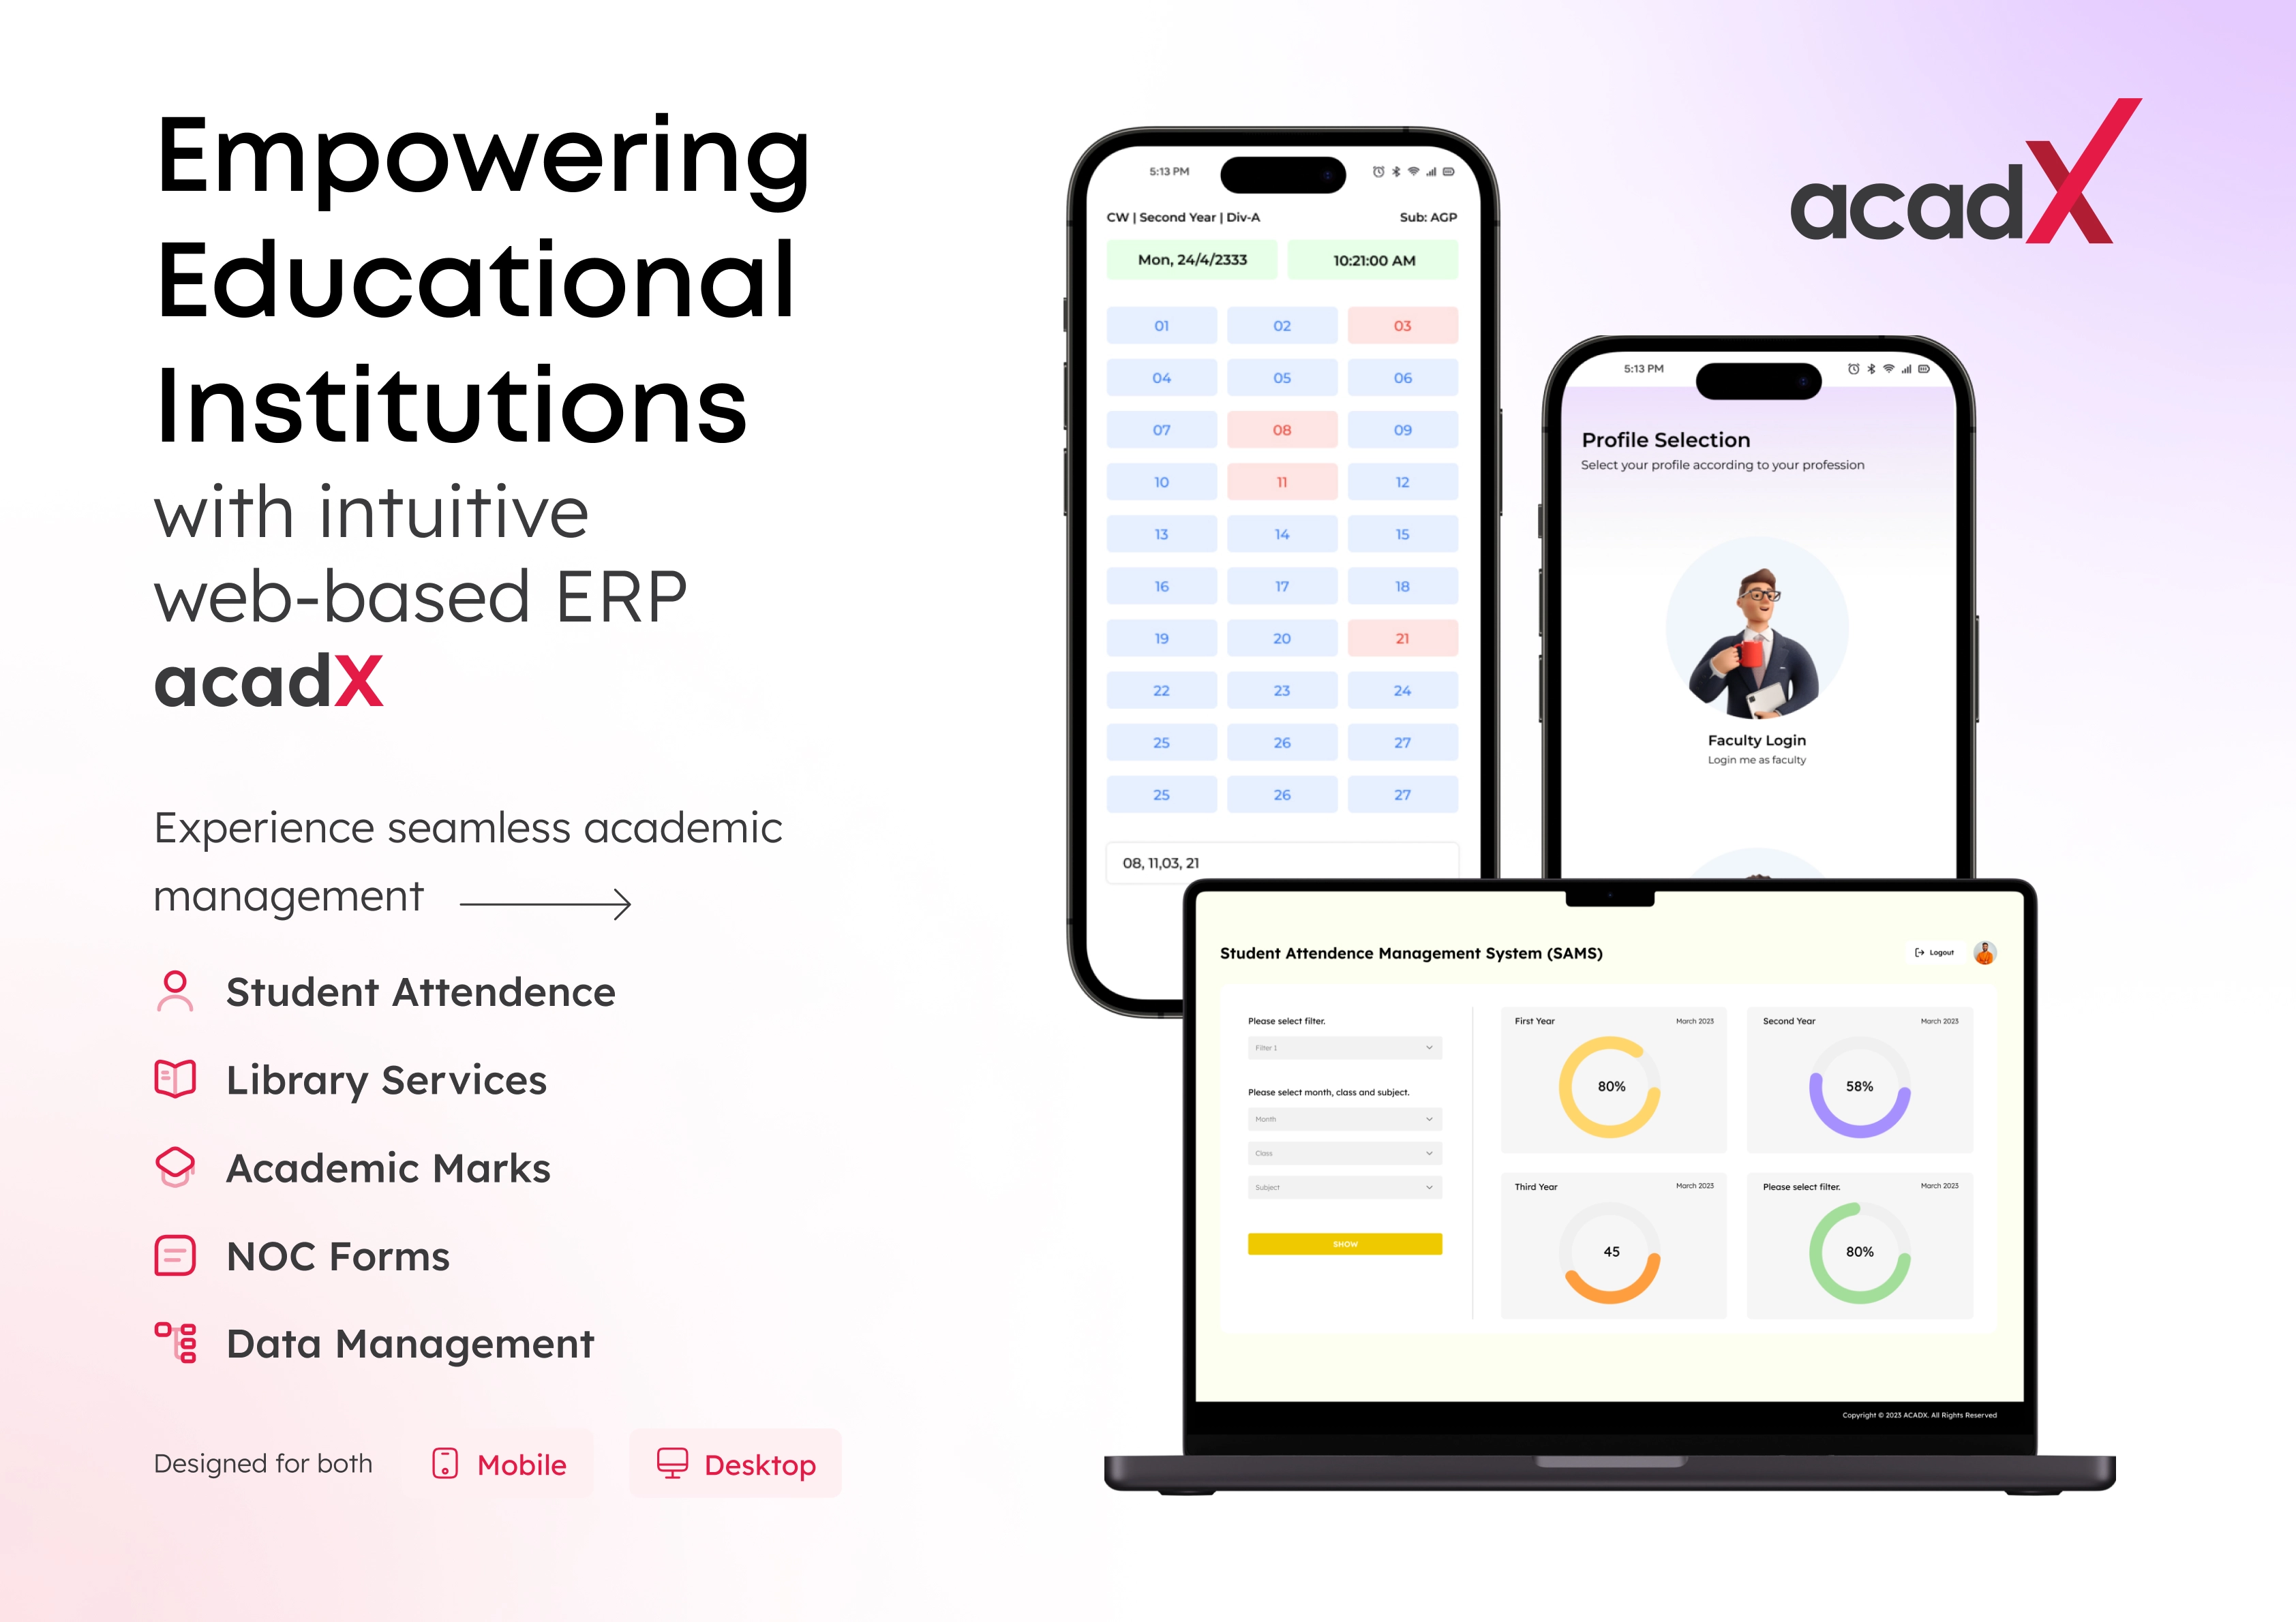 Empowering
Educational
Institutions
with intuitive
web-based ERP
acadX
Experience seamless academic
management
Student Attendence
Library Services
Academic Marks
NOC Forms
Data Management
Designed for both
Mobile
Desktop
acadX
5:13 PM
CW | Second Year | Div-A
Sub: AGP
Mon, 24/4/2333
10:21:00 AM
01 02 03
04 05 06
07 08 09
10 11 12
13 14 15
16 17 18
19 20 21
22 23 24
25 26 27
25 26 27
08, 11,03, 21
5:13 PM
Profile Selection
Select your profile according to your profession
Faculty Login
Login me as faculty
Student Attendence Management System (SAMS)
Logout
Please select filter.
Filter 1
Please select month, class and subject.
Month
Class
Subject
SHOW
First Year
March 2023
80%
Second Year
March 2023
58%
Third Year
March 2023
45
Please select filter.
March 2023
80%
Copyright © 2023 ACADX. All Rights Reserved